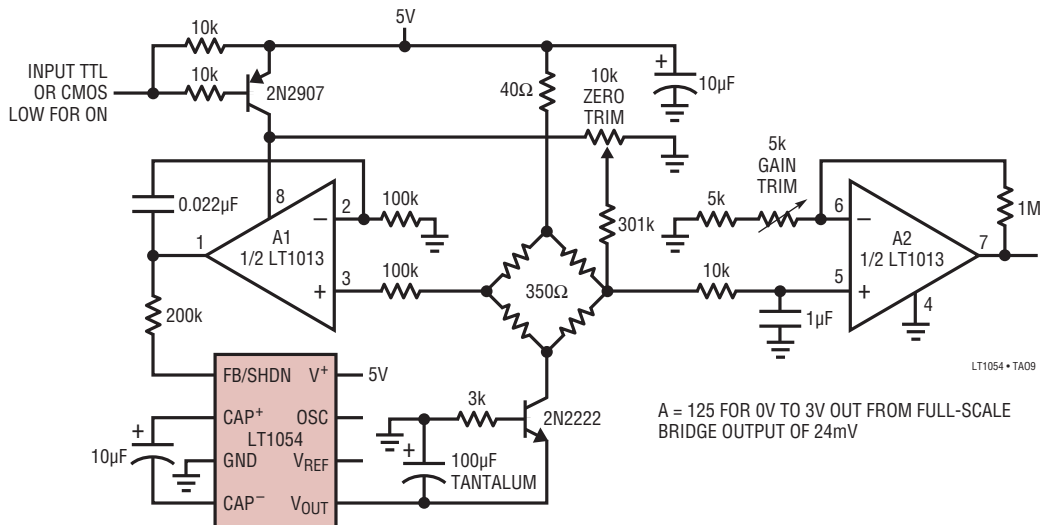 5V
10k
INPUT TTL
OR CMOS
LOW FOR ON
10k
2N2907
40Ω
10k
ZERO
TRIM
+
10µF
0.022µF
8
2
−
100k
5k
GAIN
TRIM
5k
6
−
1M
1
A1
1/2 LT1013
301k
A2
1/2 LT1013
7
+
3
100k
350Ω
10k
5
+
4
200k
1µF
LT1054 • TA09
FB/SHDN
V+
5V
CAP+
OSC
LT1054
+
10µF
GND
VREF
CAP−
VOUT
3k
2N2222
+
100µF
TANTALUM
A = 125 FOR 0V TO 3V OUT FROM FULL-SCALE
BRIDGE OUTPUT OF 24mV